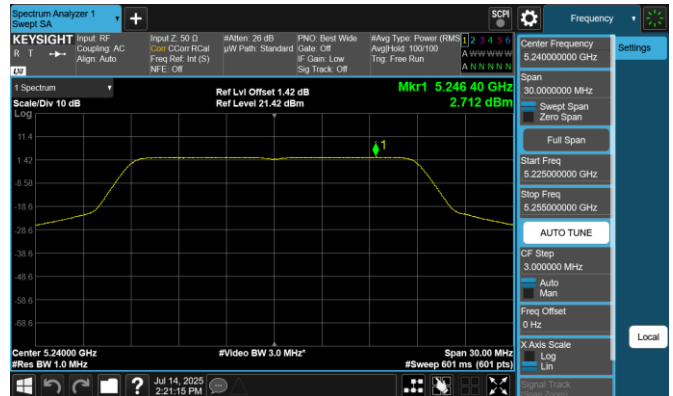 Spectrum Analyzer 1
Swept SA
SCPI
Frequency
KEYSIGHT
R T
LXI
Input: RF
Coupling: AC
Align: Auto
Input Z: 50 Ω
Corr CCorr RCal
Freq Ref: Int (S)
NFE: Off
#Atten: 26 dB
µW Path: Standard
PNO: Best Wide
Gate: Off
IF Gain: Low
Sig Track: Off
#Avg Type: Power (RMS
Avg|Hold: 100/100
Trig: Free Run
1 2 3 4 5 6
A W W W W W
A N N N N N
1 Spectrum
Scale/Div 10 dB
Log
Ref Lvl Offset 1.42 dB
Ref Level 21.42 dBm
Mkr1 5.246 40 GHz
2.712 dBm
1
11.4
1.42
-8.58
-18.6
-28.6
-38.6
-48.6
-58.6
-68.6
Center 5.24000 GHz
#Res BW 1.0 MHz
#Video BW 3.0 MHz*
Span 30.00 MHz
#Sweep 601 ms (601 pts)
Jul 14, 2025
2:21:15 PM
Center Frequency
5.240000000 GHz
Span
30.0000000 MHz
Swept Span
Zero Span
Full Span
Start Freq
5.225000000 GHz
Stop Freq
5.255000000 GHz
AUTO TUNE
CF Step
3.000000 MHz
Auto
Man
Freq Offset
0 Hz
X Axis Scale
Log
Lin
Signal Track
(Span Zoom)
Settings
Local